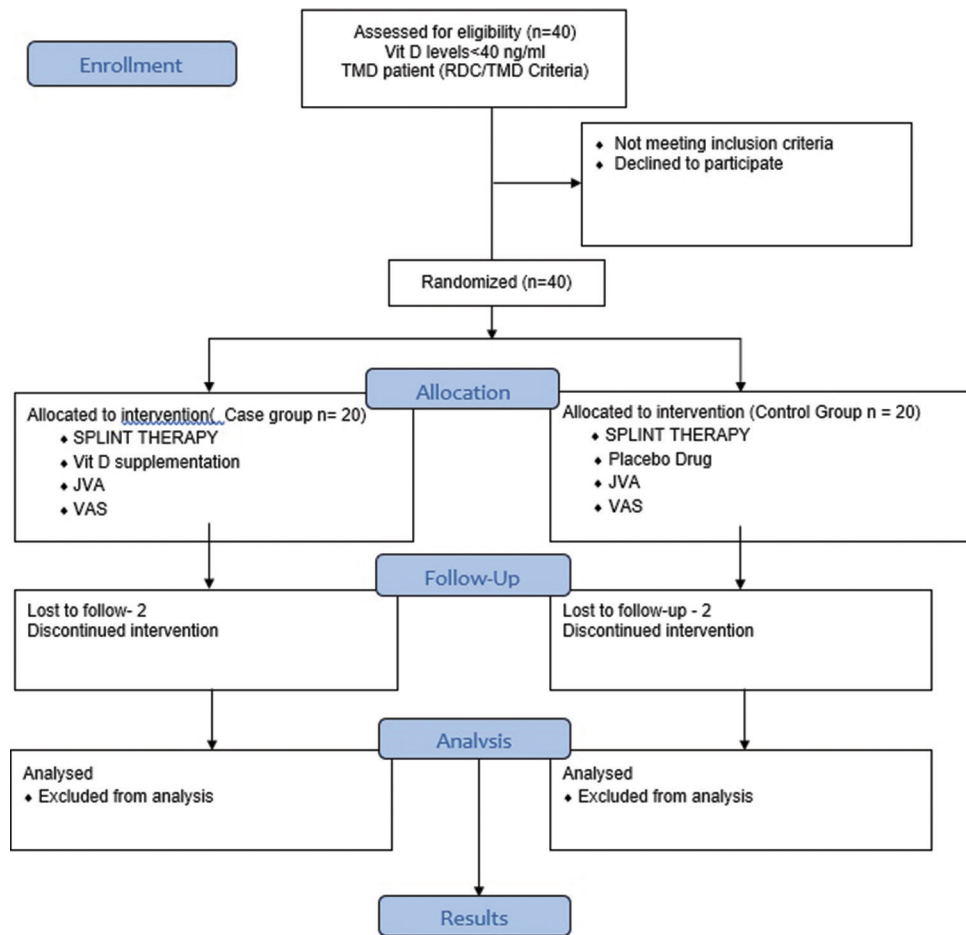 Enrollment
Assessed for eligibility (n=40)
Vit D levels<40 ng/ml
TMD patient (RDC/TMD Criteria)
♦ Not meeting inclusion criteria
♦ Declined to participate
Randomized (n=40)
Allocation
Allocated to intervention( Case group n= 20)
♦ SPLINT THERAPY
♦ Vit D supplementation
♦ JVA
♦ VAS
Allocated to intervention (Control Group n = 20)
♦ SPLINT THERAPY
♦ Placebo Drug
♦ JVA
♦ VAS
Follow-Up
Lost to follow- 2
Discontinued intervention
Lost to follow-up - 2
Discontinued intervention
Analysis
Analysed
♦ Excluded from analysis
Analysed
♦ Excluded from analysis
Results